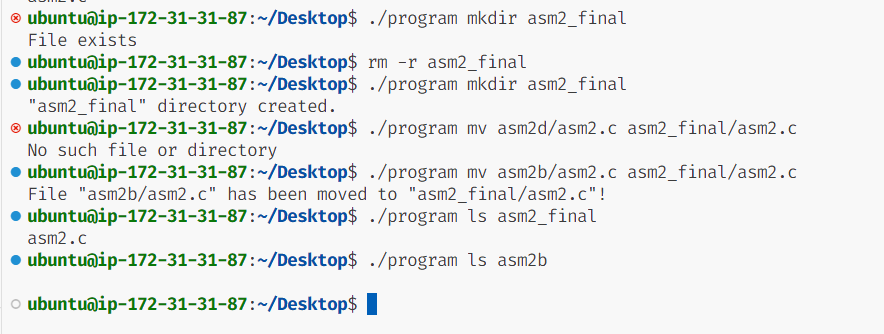 asm2.c
ubuntu@ip-172-31-31-87:~/Desktop$ ./program mkdir asm2_final
File exists
ubuntu@ip-172-31-31-87:~/Desktop$ rm -r asm2_final
ubuntu@ip-172-31-31-87:~/Desktop$ ./program mkdir asm2_final
"asm2_final" directory created.
ubuntu@ip-172-31-31-87:~/Desktop$ ./program mv asm2d/asm2.c asm2_final/asm2.c
No such file or directory
ubuntu@ip-172-31-31-87:~/Desktop$ ./program mv asm2b/asm2.c asm2_final/asm2.c
File "asm2b/asm2.c" has been moved to "asm2_final/asm2.c"!
ubuntu@ip-172-31-31-87:~/Desktop$ ./program ls asm2_final
asm2.c
ubuntu@ip-172-31-31-87:~/Desktop$ ./program ls asm2b
ubuntu@ip-172-31-31-87:~/Desktop$